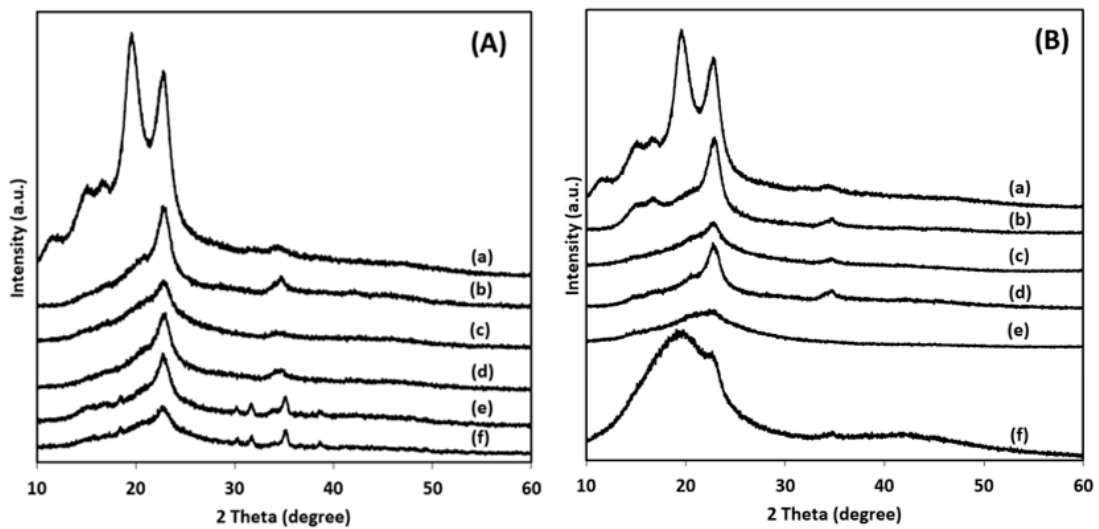 (A)
Intensity (a.u.)
(a)
(b)
(c)
(d)
(e)
(f)
10 20 30 40 50 60
2 Theta (degree)
(B)
Intensity (a.u.)
(a)
(b)
(c)
(d)
(e)
(f)
10 20 30 40 50 60
2 Theta (degree)